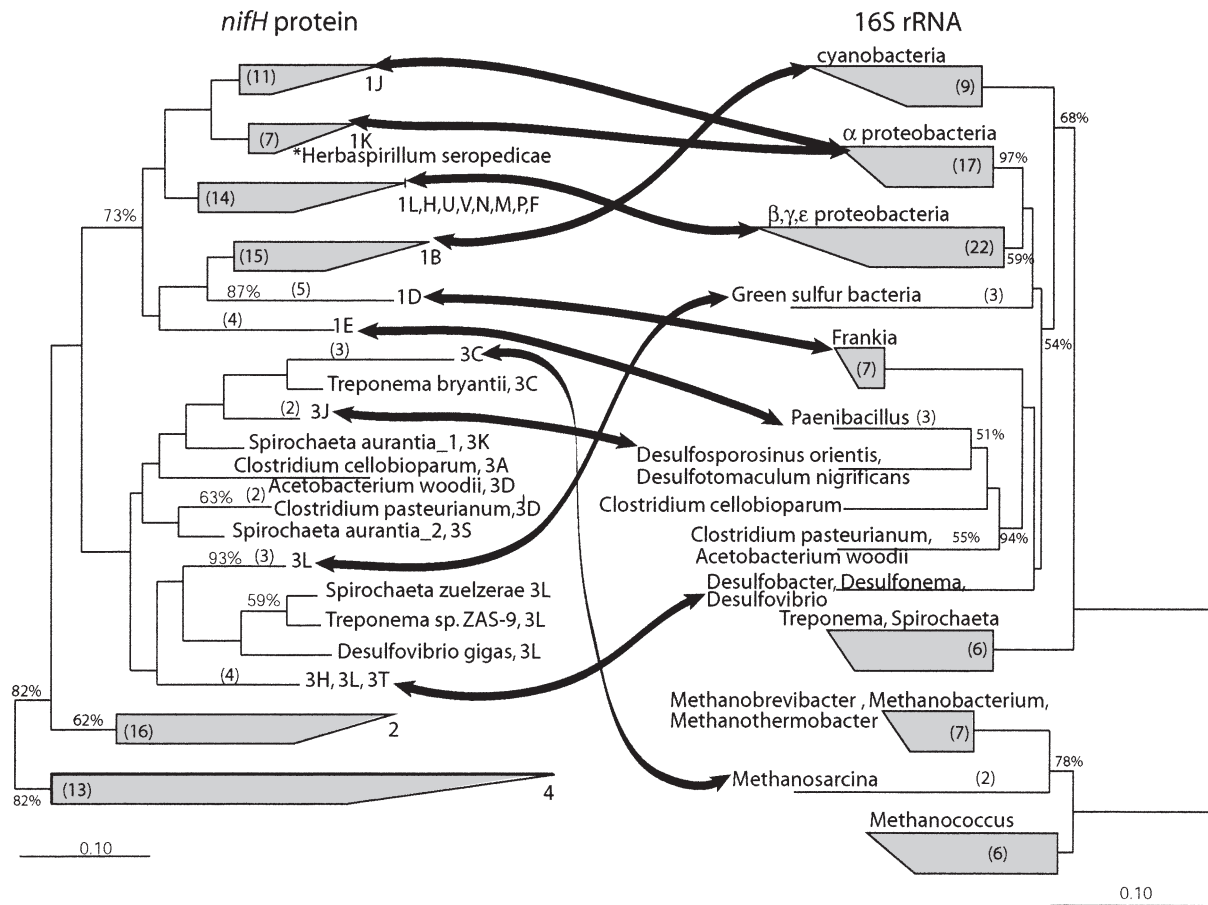 nifH protein
16S rRNA
(11)
1J
(7)
1K
*Herbaspirillum seropedicae
(14)
1L,H,U,V,N,M,P,F
73%
(15)
1B
87%
(5)
1D
(4)
1E
(3)
3C
Treponema bryantii, 3C
(2)
3J
Spirochaeta aurantia_1, 3K
Clostridium cellobioparum, 3A
Acetobacterium woodii, 3D
63%
(2)
Clostridium pasteurianum,3D
Spirochaeta aurantia_2, 3S
93%
(3)
3L
Spirochaeta zuelzerae 3L
59%
Treponema sp. ZAS-9, 3L
Desulfovibrio gigas, 3L
(4)
3H, 3L, 3T
82%
62%
(16)
2
82%
(13)
4
0.10
cyanobacteria
(9)
68%
α proteobacteria
(17)
97%
β,γ,ε proteobacteria
(22)
59%
Green sulfur bacteria
(3)
54%
Frankia
(7)
Paenibacillus (3)
51%
Desulfosporosinus orientis,
Desulfotomaculum nigrificans
Clostridium cellobioparum
Clostridium pasteurianum,
55%
94%
Acetobacterium woodii
Desulfobacter, Desulfonema,
Desulfovibrio
Treponema, Spirochaeta
(6)
Methanobrevibacter , Methanobacterium,
Methanothermobacter
(7)
78%
Methanosarcina
(2)
Methanococcus
(6)
0.10